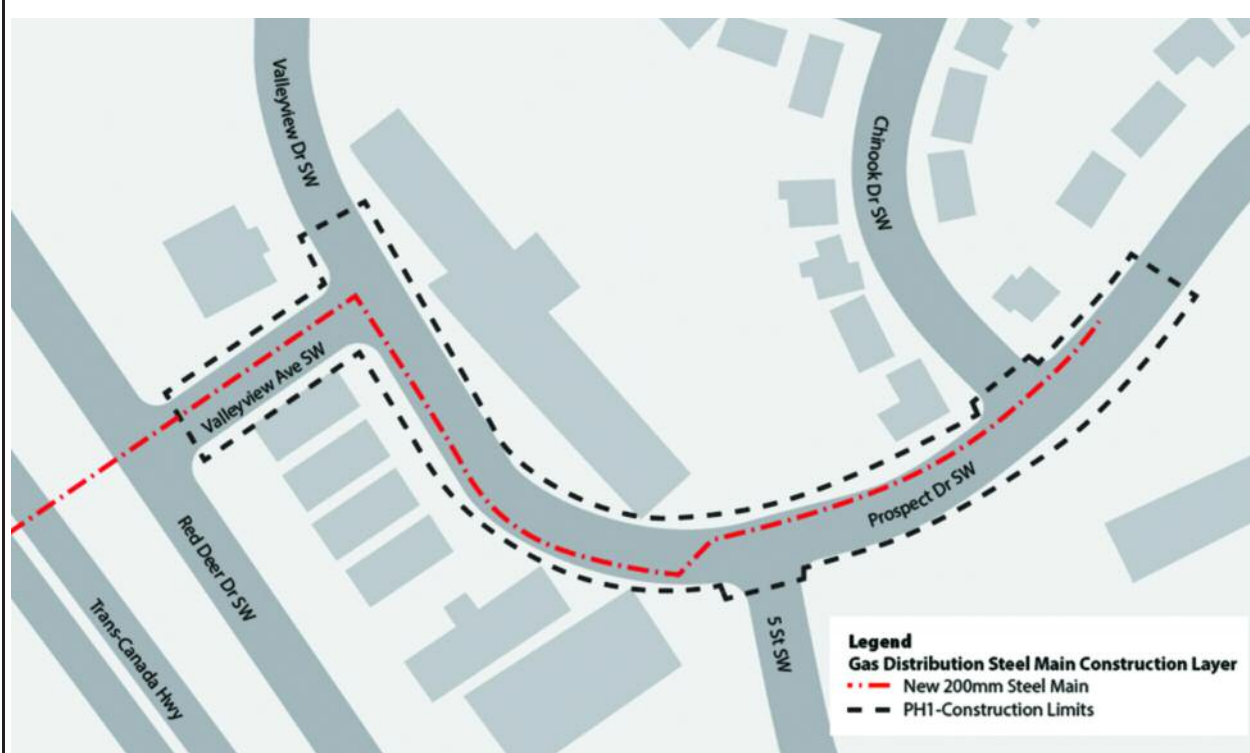 Valleyview Dr SW
Chinook Dr SW
Valleyview Ave SW
Prospect Dr SW
Red Deer Dr SW
Trans-Canada Hwy
5 St SW
Legend
Gas Distribution Steel Main Construction Layer
New 200mm Steel Main
PH1-Construction Limits